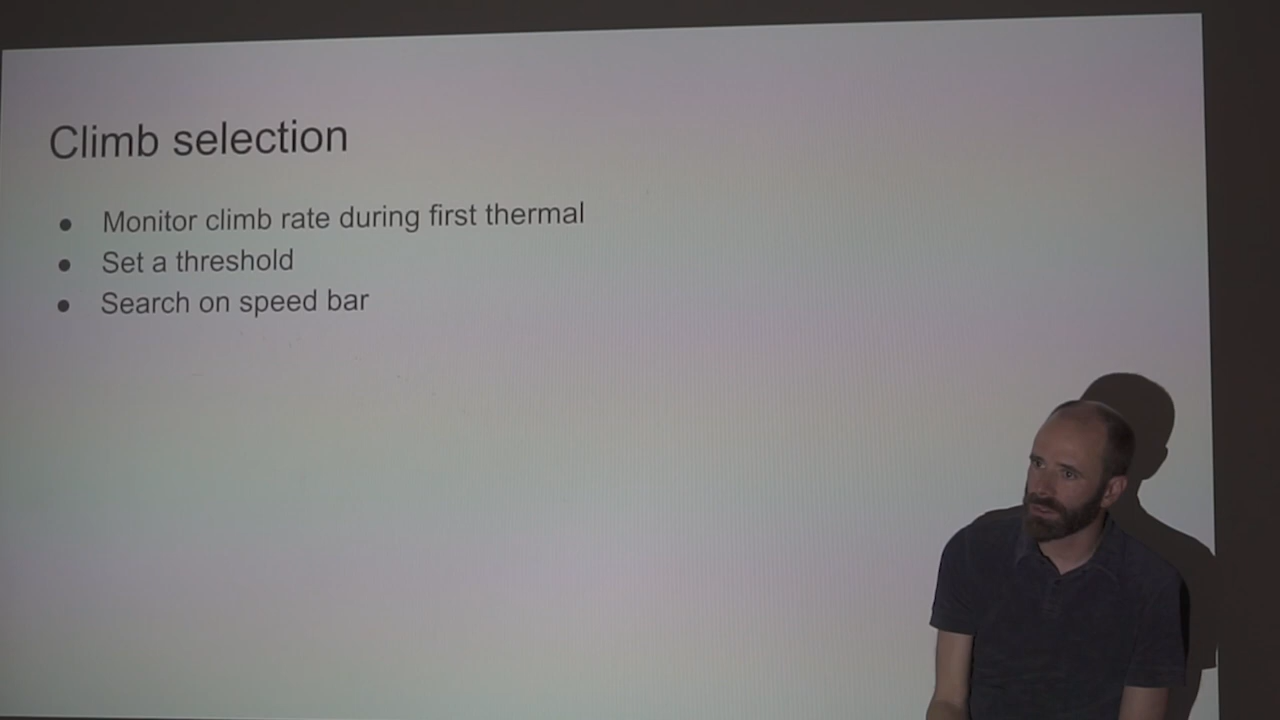 Climb selection
● Monitor climb rate during first thermal
● Set a threshold
● Search on speed bar